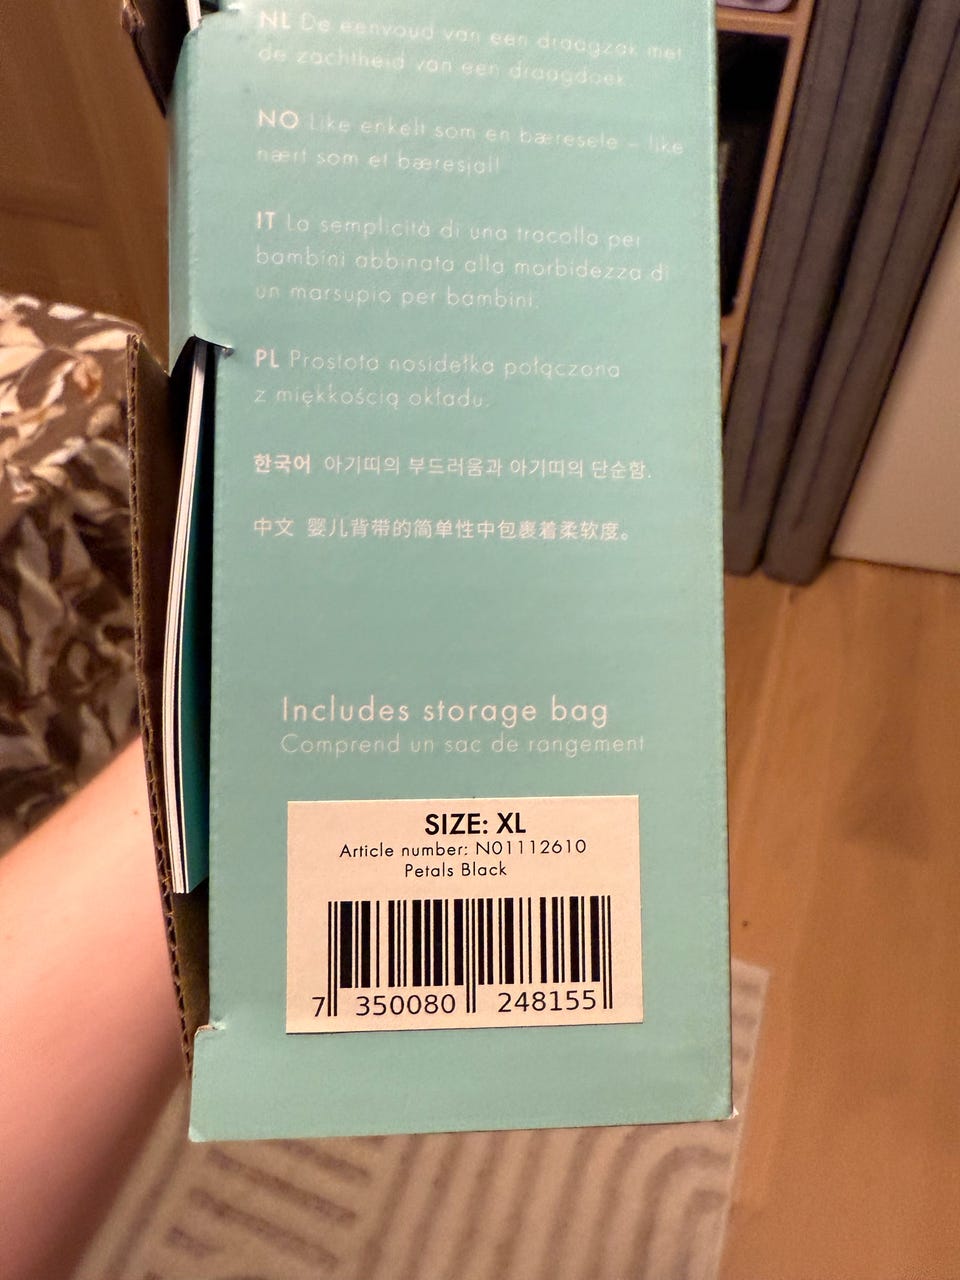 NL De eenvoud van een draagzak met
de zachtheid van een draagdoek.
NO Like enkelt som en bæresele – like
nært som et bæresjal!
IT La semplicità di una tracolla per
bambini abbinata alla morbidezza di
un marsupio per bambini.
PL Prostota nosidełka połączona
z miękkością okładu.
한국어 아기띠의 부드러움과 아기띠의 단순함.
中文 婴儿背带的简单性中包裹着柔软度。
Includes storage bag
Comprend un sac de rangement
SIZE: XL
Article number: N01112610
Petals Black
7 350080 248155